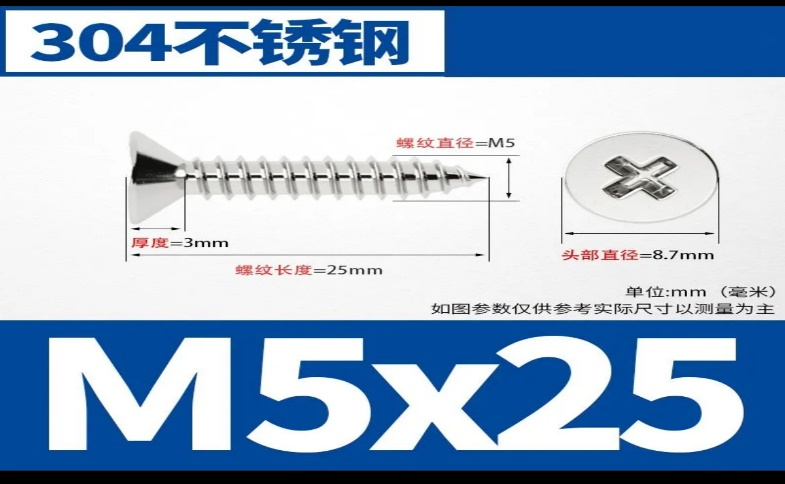 304不锈钢
螺纹直径=M5
厚度=3mm
头部直径=8.7mm
螺纹长度=25mm
单位:mm（毫米）
如图参数仅供参考实际尺寸以测量为主
M5x25